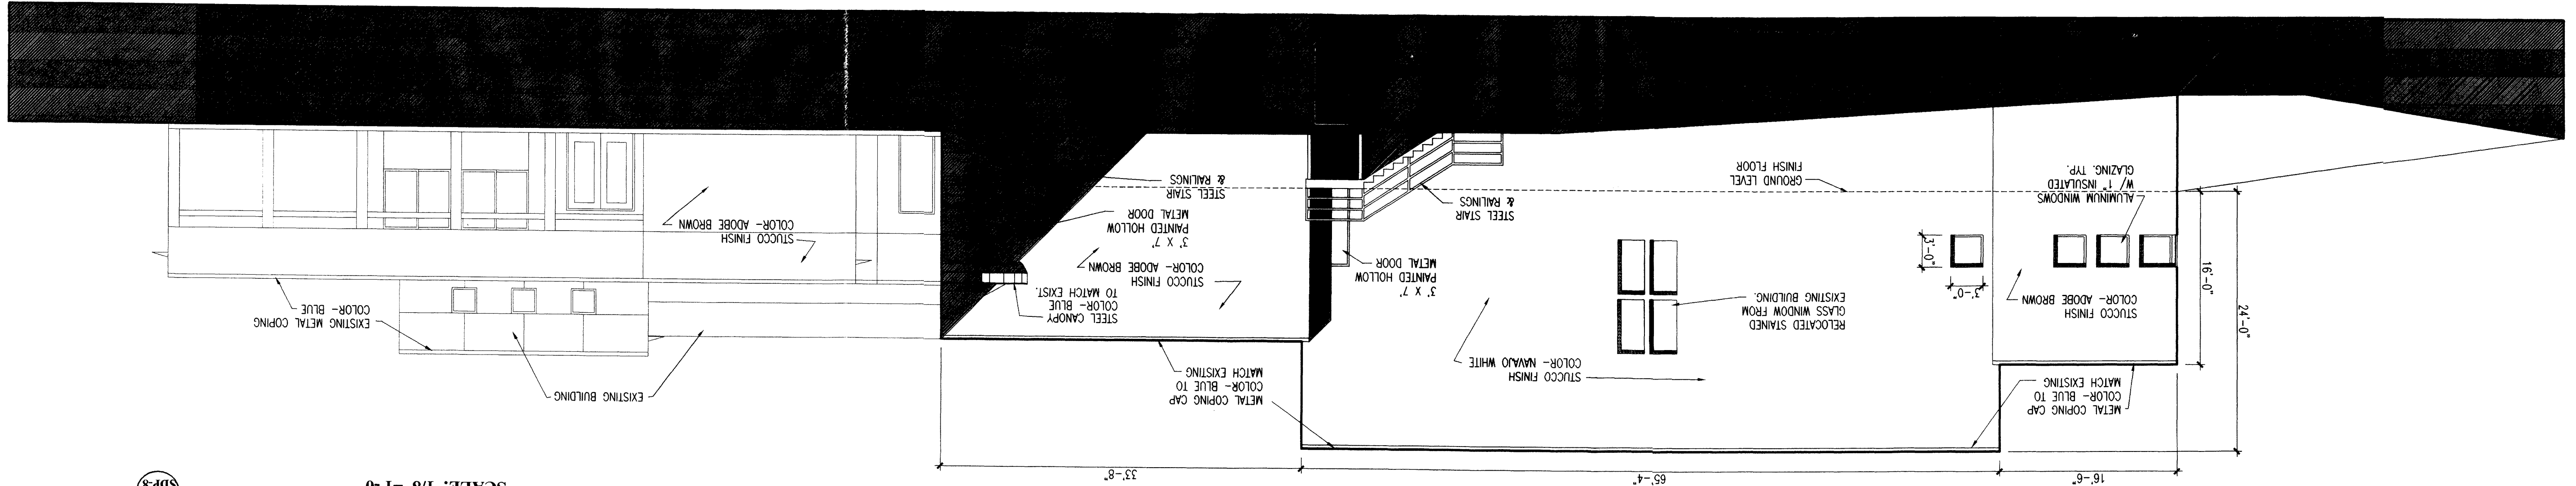 16'-6"
65'-4"
33'-8"
SDP-8
METAL COPING CAP
COLOR- BLUE TO
MATCH EXISTING
METAL COPING CAP
COLOR- BLUE TO
MATCH EXISTING
EXISTING BUILDING
STUCCO FINISH
COLOR- NAVAJO WHITE
24'-0"
16'-0"
STUCCO FINISH
COLOR- ADOBE BROWN
3'-0"
3'-0"
RELOCATED STAINED
GLASS WINDOW FROM
EXISTING BUILDING.
3' X 7'
PAINTED HOLLOW
METAL DOOR
STEEL CANOPY
COLOR- BLUE
TO MATCH EXIST.
STUCCO FINISH
COLOR- ADOBE BROWN
EXISTING METAL COPING
COLOR- BLUE
ALUMINUM WINDOWS
W/ 1" INSULATED
GLAZING. TYP.
GROUND LEVEL
FINISH FLOOR
STEEL STAIR
& RAILINGS
3' X 7'
PAINTED HOLLOW
METAL DOOR
STEEL STAIR
& RAILINGS
STUCCO FINISH
COLOR- ADOBE BROWN